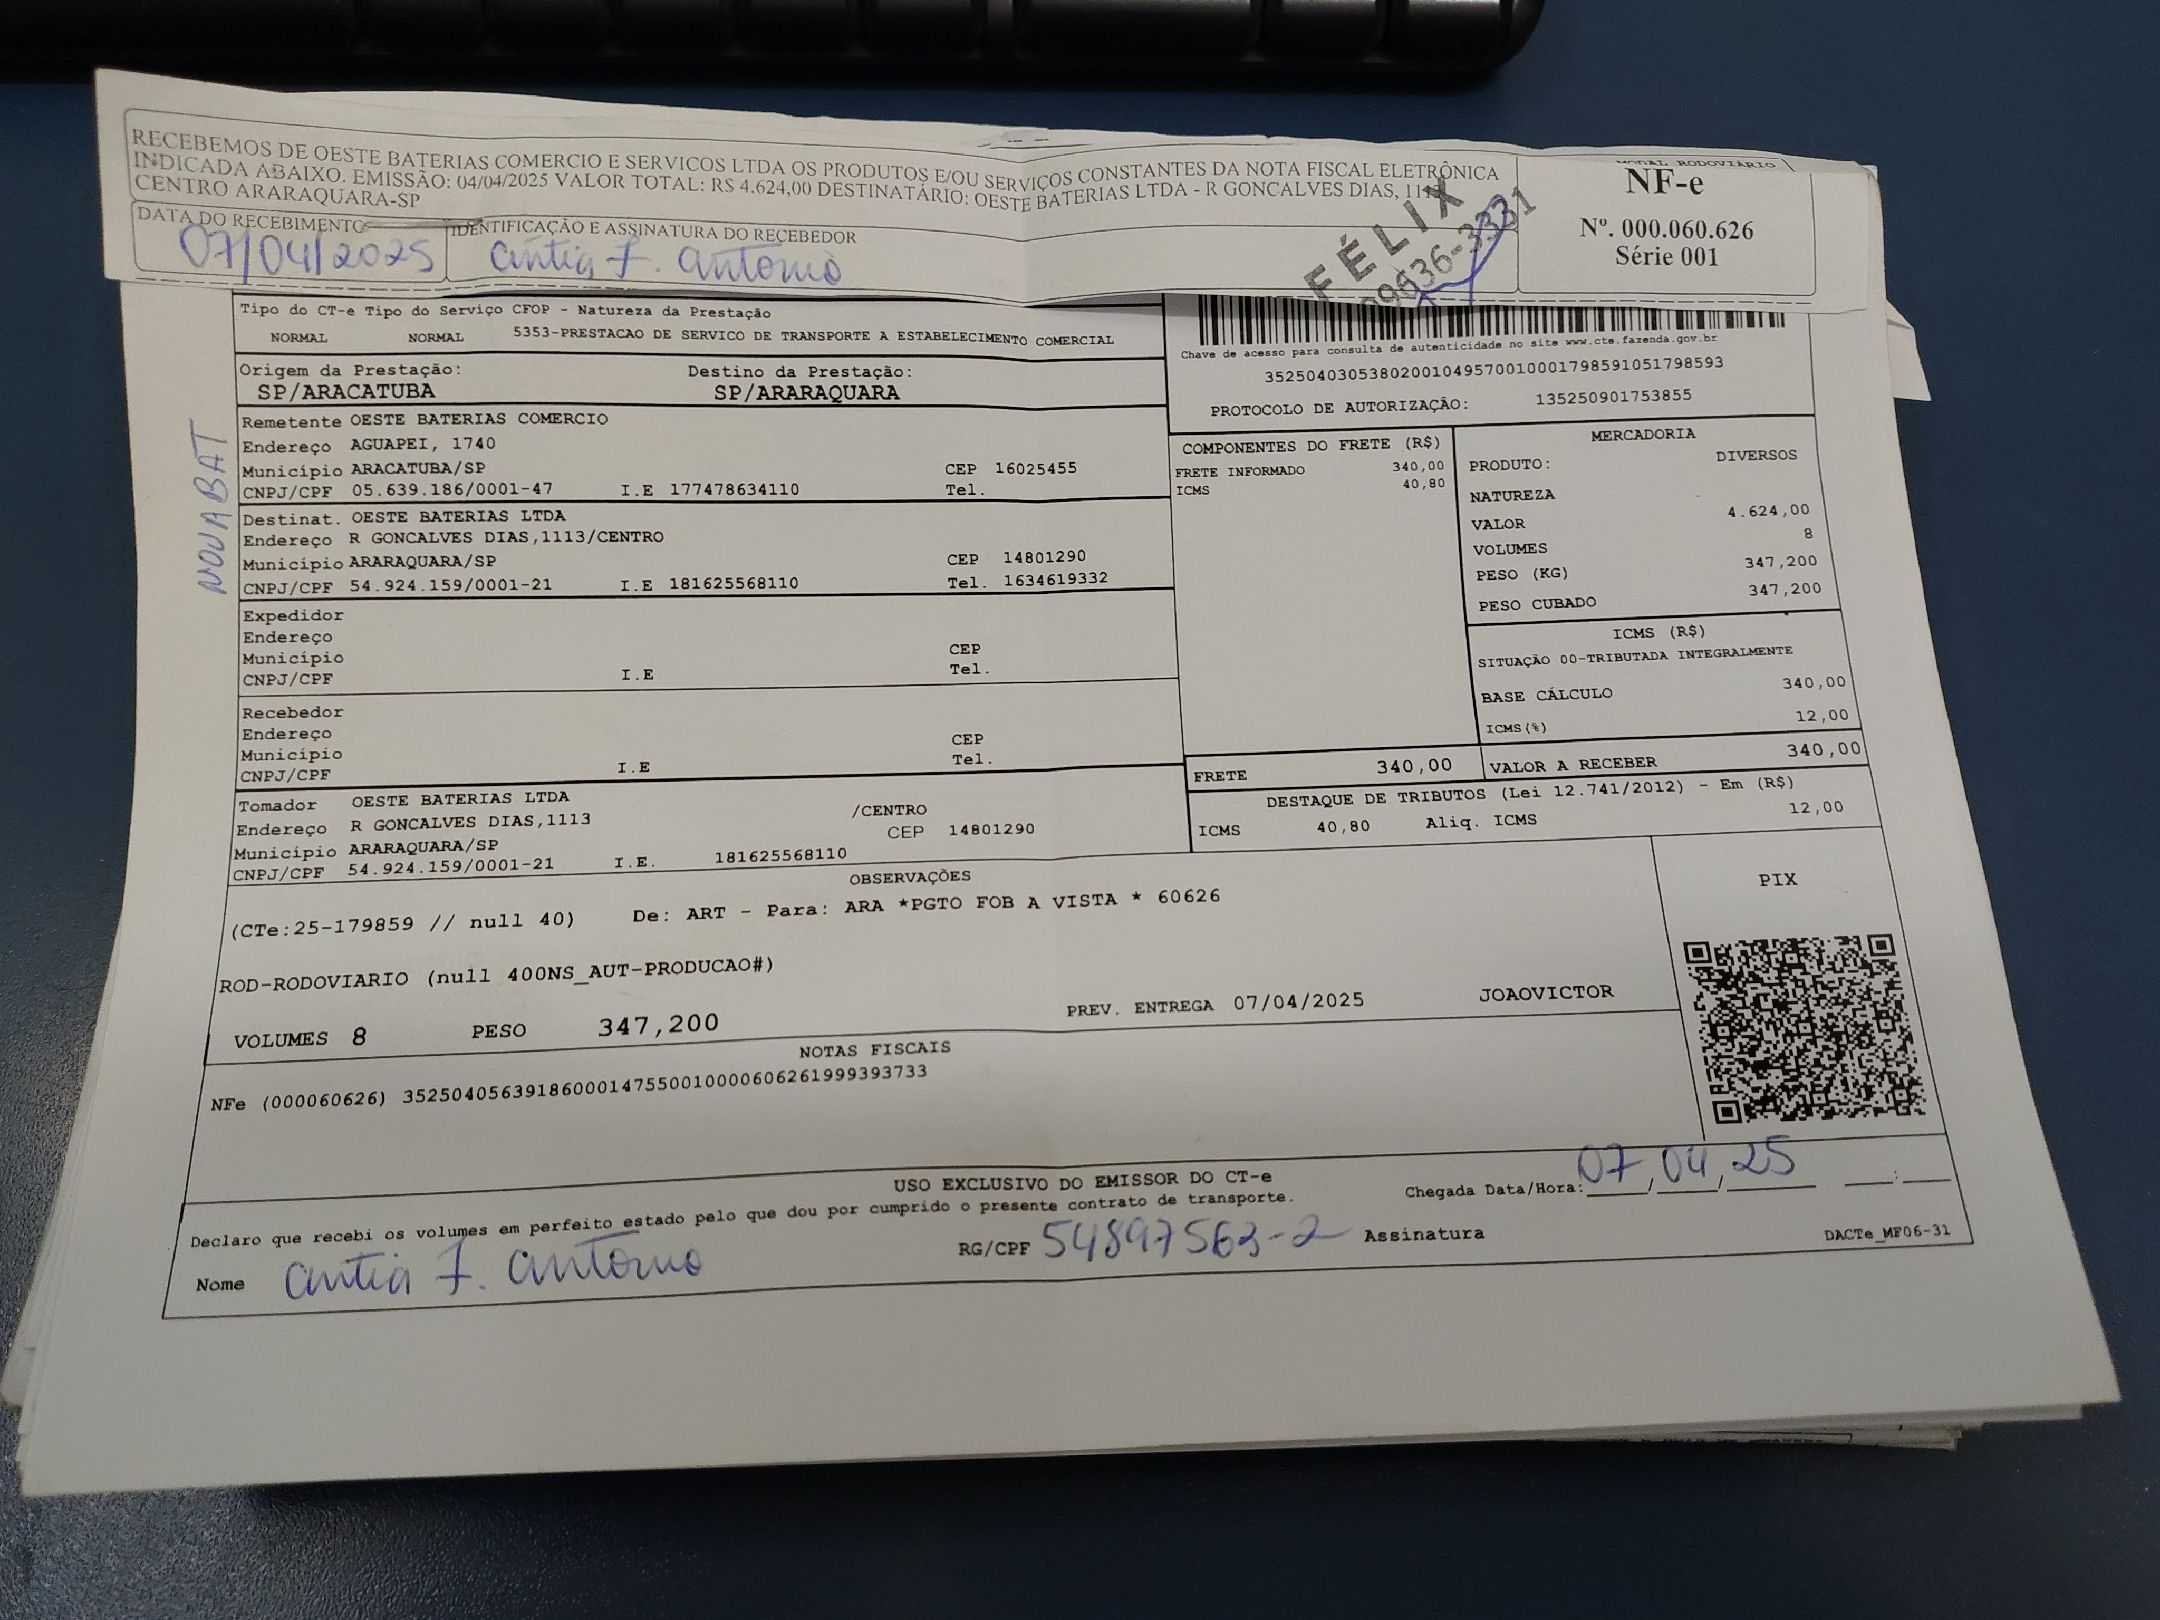 RECEBEMOS DE OESTE BATERIAS COMERCIO E SERVICOS LTDA OS PRODUTOS E/OU SERVIÇOS CONSTANTES DA NOTA FISCAL ELETRÔNICA
INDICADA ABAIXO. EMISSÃO: 04/04/2025 VALOR TOTAL: R$ 4.624,00 DESTINATÁRIO: OESTE BATERIAS LTDA - R GONCALVES DIAS,
CENTRO ARARAQUARA-SP
DATA DO RECEBIMENTO
07/04/2025
IDENTIFICAÇÃO E ASSINATURA DO RECEBEDOR
FÉLIX
MODAL RODOVIÁRIO
NF-e
Nº. 000.060.626
Série 001
NOVABAT
Tipo do CT-e Tipo do Serviço CFOP - Natureza da Prestação
NORMAL NORMAL 5353-PRESTACAO DE SERVICO DE TRANSPORTE A ESTABELECIMENTO COMERCIAL
Origem da Prestação: Destino da Prestação:
SP/ARACATUBA SP/ARARAQUARA
Remetente OESTE BATERIAS COMERCIO
Endereço AGUAPEI, 1740
Município ARACATUBA/SP CEP 16025455
CNPJ/CPF 05.639.186/0001-47 I.E 177478634110 Tel.
Destinat. OESTE BATERIAS LTDA
Endereço R GONCALVES DIAS,1113/CENTRO
Município ARARAQUARA/SP CEP 14801290
CNPJ/CPF 54.924.159/0001-21 I.E 181625568110 Tel. 1634619332
Expedidor
Endereço
Município CEP
CNPJ/CPF I.E Tel.
Recebedor
Endereço
Município CEP
CNPJ/CPF I.E Tel.
Tomador OESTE BATERIAS LTDA
Endereço R GONCALVES DIAS,1113 /CENTRO
Município ARARAQUARA/SP CEP 14801290
CNPJ/CPF 54.924.159/0001-21 I.E. 181625568110
Chave de acesso para consulta de autenticidade no site www.cte.fazenda.gov.br
35250403053802001049570010001798591051798593
PROTOCOLO DE AUTORIZAÇÃO: 135250901753855
COMPONENTES DO FRETE (R$)
FRETE INFORMADO 340,00
ICMS 40,80
MERCADORIA
PRODUTO: DIVERSOS
NATUREZA
VALOR 4.624,00
VOLUMES 8
PESO (KG) 347,200
PESO CUBADO 347,200
ICMS (R$)
SITUAÇÃO 00-TRIBUTADA INTEGRALMENTE
BASE CÁLCULO 340,00
ICMS(%) 12,00
FRETE 340,00 VALOR A RECEBER 340,00
DESTAQUE DE TRIBUTOS (Lei 12.741/2012) - Em (R$)
ICMS 40,80 Aliq. ICMS 12,00
OBSERVAÇÕES
(CTe:25-179859 // null 40) De: ART - Para: ARA *PGTO FOB A VISTA * 60626
ROD-RODOVIARIO (null 400NS_AUT-PRODUCAO#)
VOLUMES 8 PESO 347,200 PREV. ENTREGA 07/04/2025 JOAOVICTOR
PIX
NOTAS FISCAIS
NFe (000060626) 35250405639186000147550010000606261999393733
USO EXCLUSIVO DO EMISSOR DO CT-e
Declaro que recebi os volumes em perfeito estado pelo que dou por cumprido o presente contrato de transporte.
Chegada Data/Hora: 07/04/25 :
Nome
RG/CPF 54897563-2 Assinatura
DACTe_MF06-31